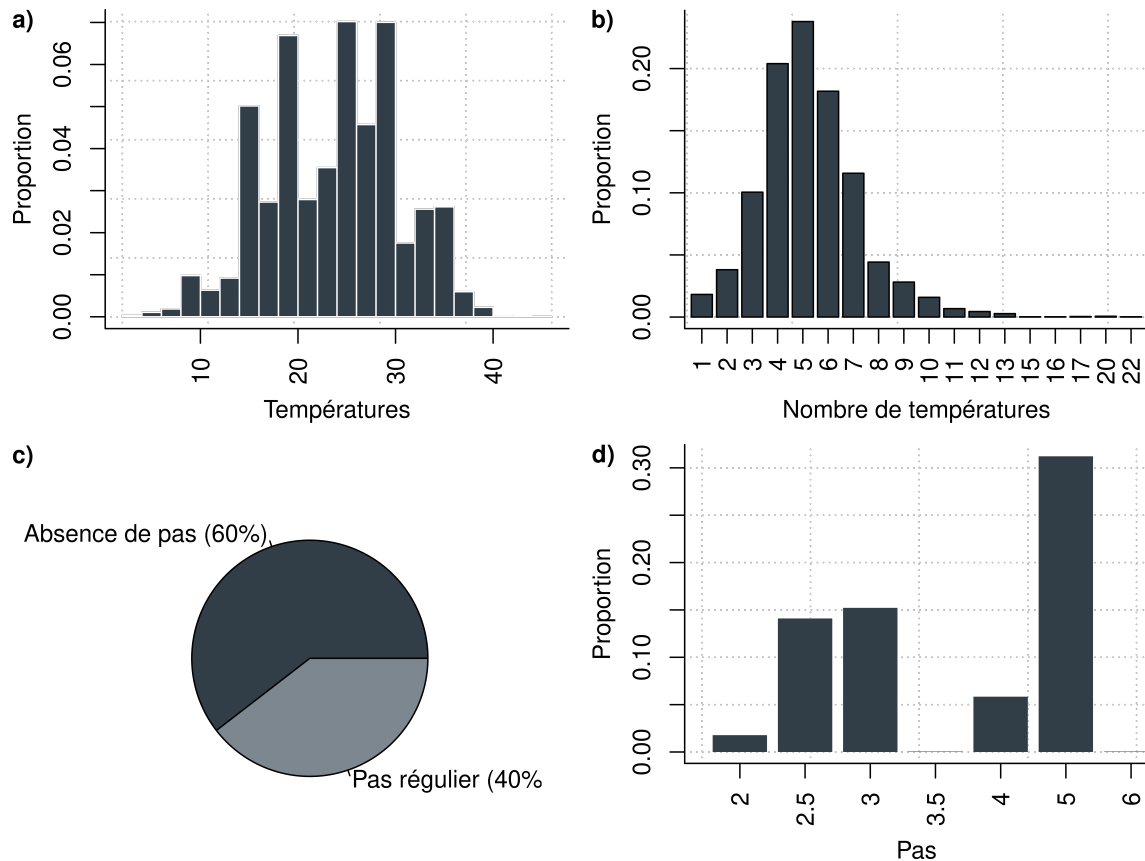 a)
Proportion
0.00 0.02 0.04 0.06
10 20 30 40
Températures
b)
Proportion
0.00 0.10 0.20
1 2 3 4 5 6 7 8 9 10 11 12 13 15 16 17 20 22
Nombre de températures
c)
Absence de pas (60%)
Pas régulier (40%
d)
Proportion
0.00 0.10 0.20 0.30
2 2.5 3 3.5 4 5 6
Pas